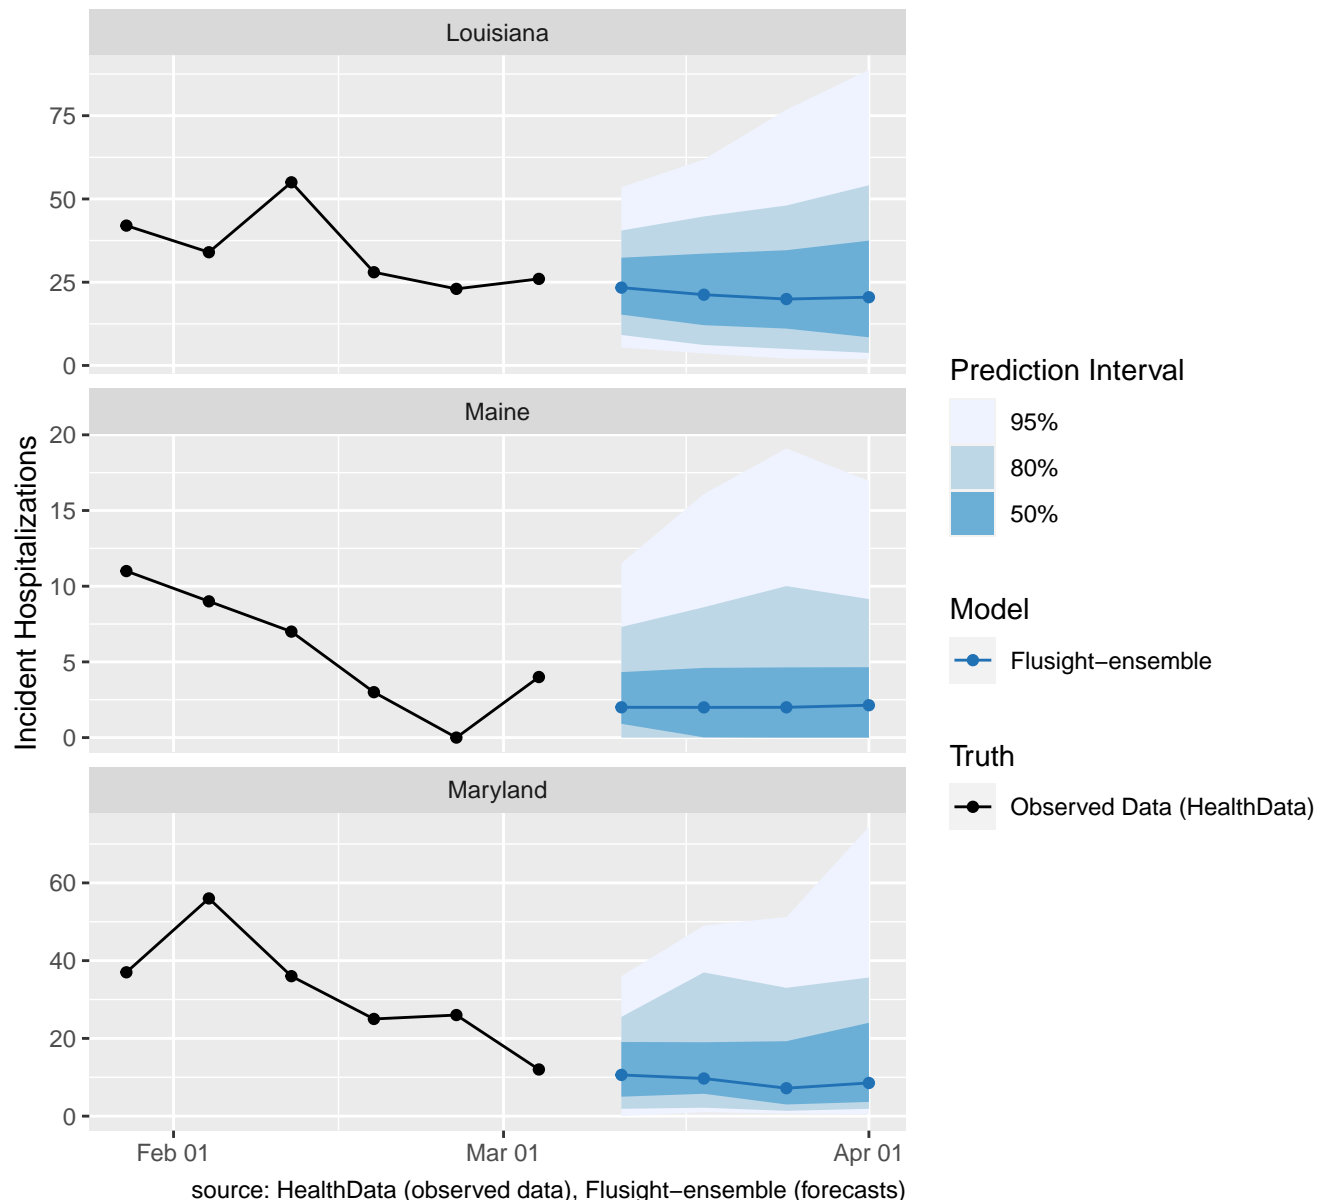 Louisiana
75
50
25
0
Maine
20
15
10
5
0
Maryland
60
40
20
0
Feb 01
Mar 01
Apr 01
Incident Hospitalizations
source: HealthData (observed data), Flusight−ensemble (forecasts)
Prediction Interval
95%
80%
50%
Model
Flusight−ensemble
Truth
Observed Data (HealthData)